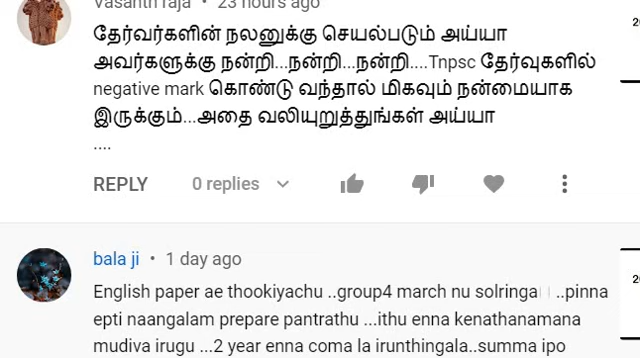 Vasanth raja • 23 hours ago
தேர்வர்களின் நலனுக்கு செயல்படும் அய்யா
அவர்களுக்கு நன்றி...நன்றி...நன்றி....Tnpsc தேர்வுகளில்
negative mark கொண்டு வந்தால் மிகவும் நன்மையாக
இருக்கும்...அதை வலியுறுத்துங்கள் அய்யா
....
REPLY 0 replies
bala ji • 1 day ago
English paper ae thookiyachu ..group4 march nu solringa ..pinna
epti naangalam prepare pantrathu ...ithu enna kenathanamana
mudiva irugu ...2 year enna coma la irunthingala..summa ipo